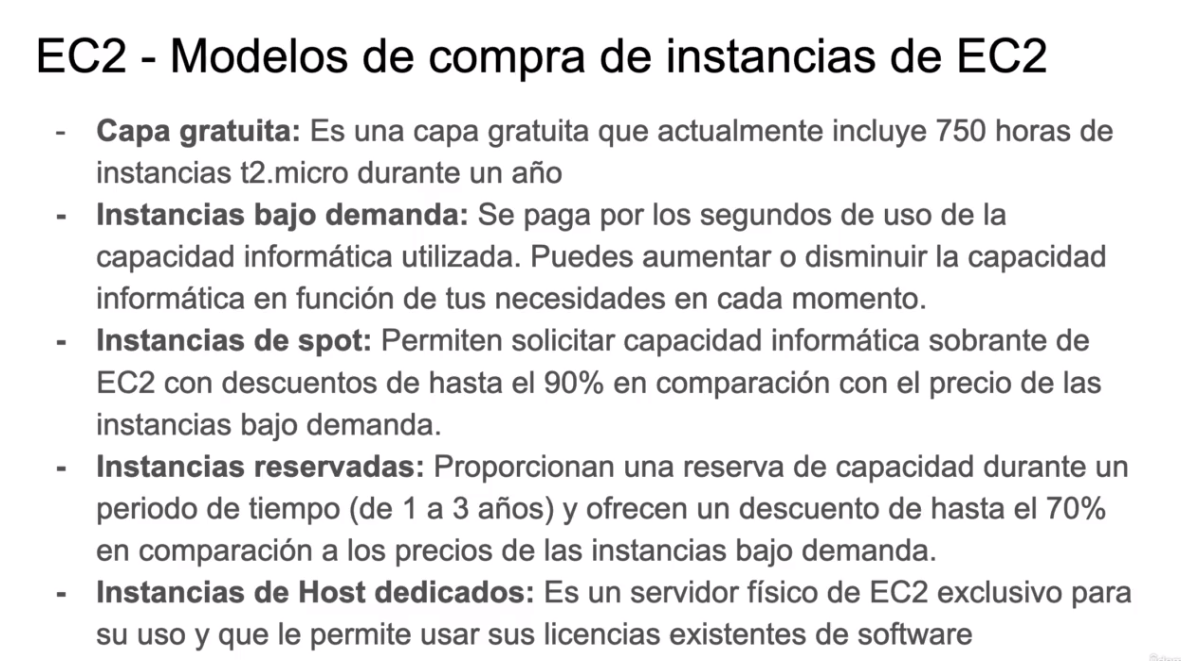 EC2 - Modelos de compra de instancias de EC2
- Capa gratuita: Es una capa gratuita que actualmente incluye 750 horas de
instancias t2.micro durante un año
- Instancias bajo demanda: Se paga por los segundos de uso de la
capacidad informática utilizada. Puedes aumentar o disminuir la capacidad
informática en función de tus necesidades en cada momento.
- Instancias de spot: Permiten solicitar capacidad informática sobrante de
EC2 con descuentos de hasta el 90% en comparación con el precio de las
instancias bajo demanda.
- Instancias reservadas: Proporcionan una reserva de capacidad durante un
periodo de tiempo (de 1 a 3 años) y ofrecen un descuento de hasta el 70%
en comparación a los precios de las instancias bajo demanda.
- Instancias de Host dedicados: Es un servidor físico de EC2 exclusivo para
su uso y que le permite usar sus licencias existentes de software